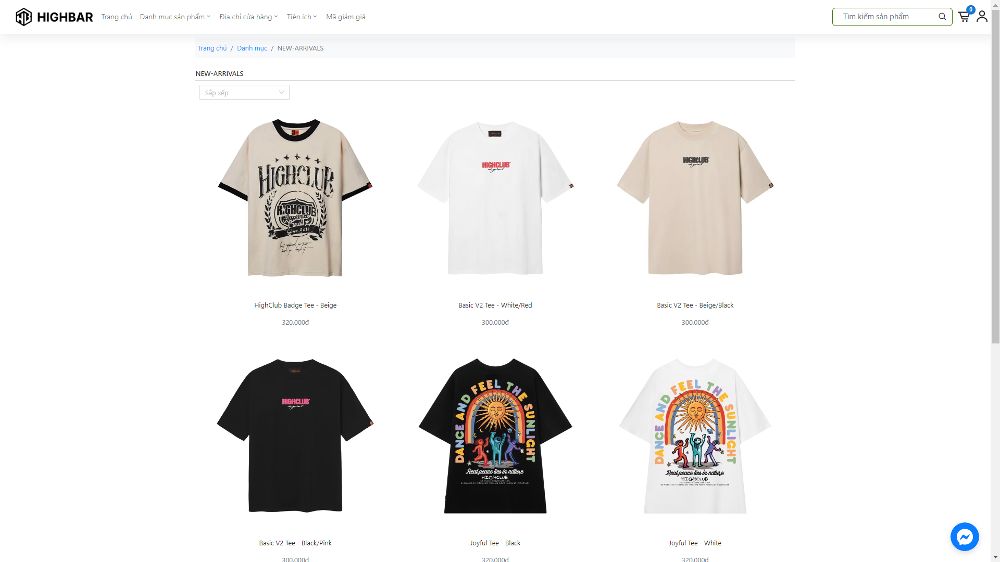 HIGHBAR
Trang chủ
Danh mục sản phẩm
Địa chỉ cửa hàng
Tiện ích
Mã giảm giá
Tìm kiếm sản phẩm
0
Trang chủ / Danh mục / NEW-ARRIVALS
NEW-ARRIVALS
Sắp xếp
HIGHCLUB
HIGHCLUB
Apparel
Since 2018
HIGHCLUB
HIGHCLUB
HighClub Badge Tee - Beige
Basic V2 Tee - White/Red
Basic V2 Tee - Beige/Black
320.000đ
300.000đ
300.000đ
HIGHCLUB
DANCE AND FEEL THE SUNLIGHT
Real peace lies in nature
HIGHCLUB
DANCE AND FEEL THE SUNLIGHT
Real peace lies in nature
HIGHCLUB
Basic V2 Tee - Black/Pink
Joyful Tee - Black
Joyful Tee - White
300.000đ
320.000đ
320.000đ